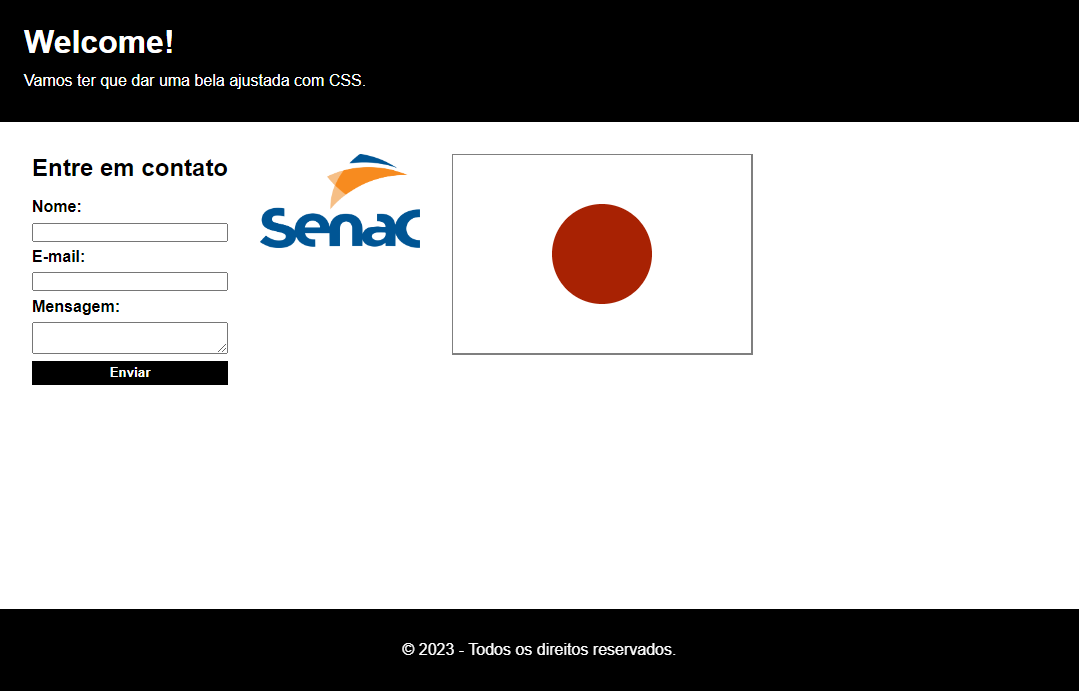 Welcome!
Vamos ter que dar uma bela ajustada com CSS.
Entre em contato
Nome:
E-mail:
Mensagem:
Enviar
Senac
© 2023 - Todos os direitos reservados.